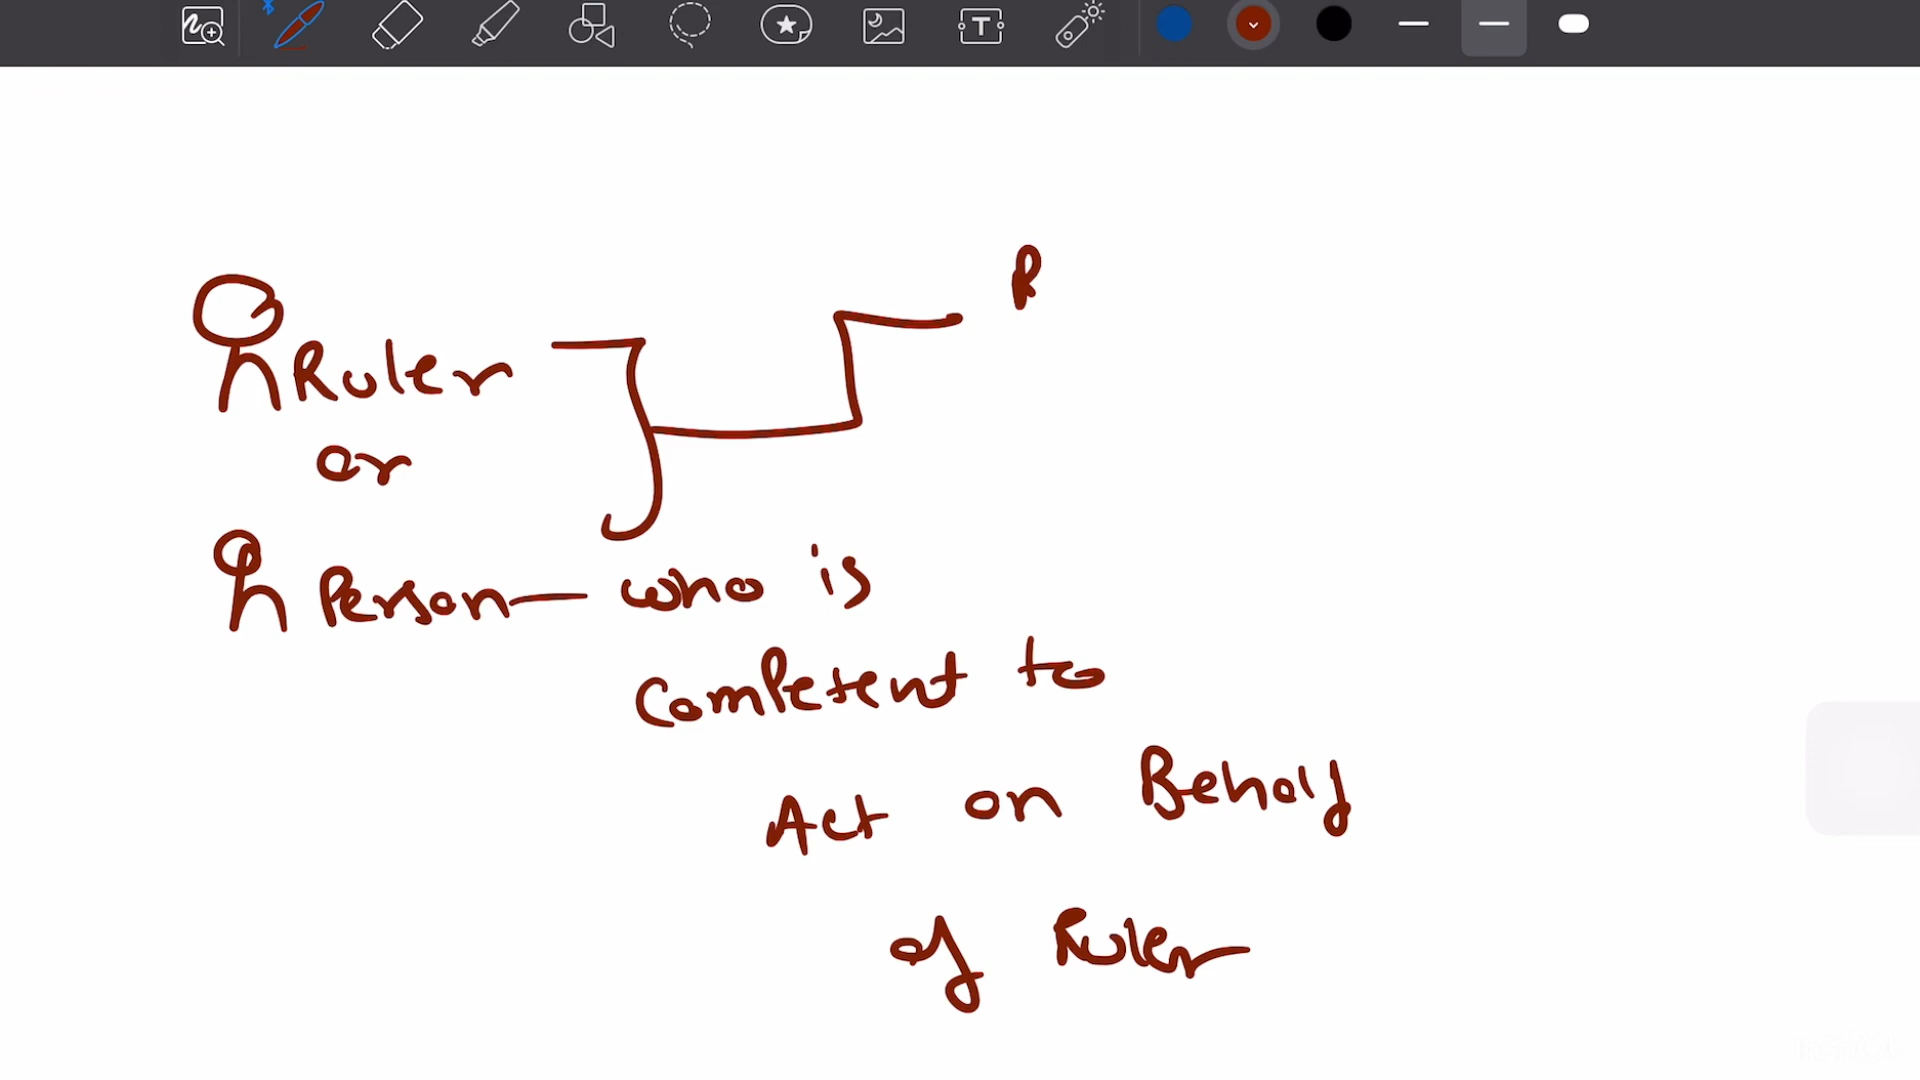 R
Ruler
or
Person — who is
Competent to
Act on Behalf
of Ruler